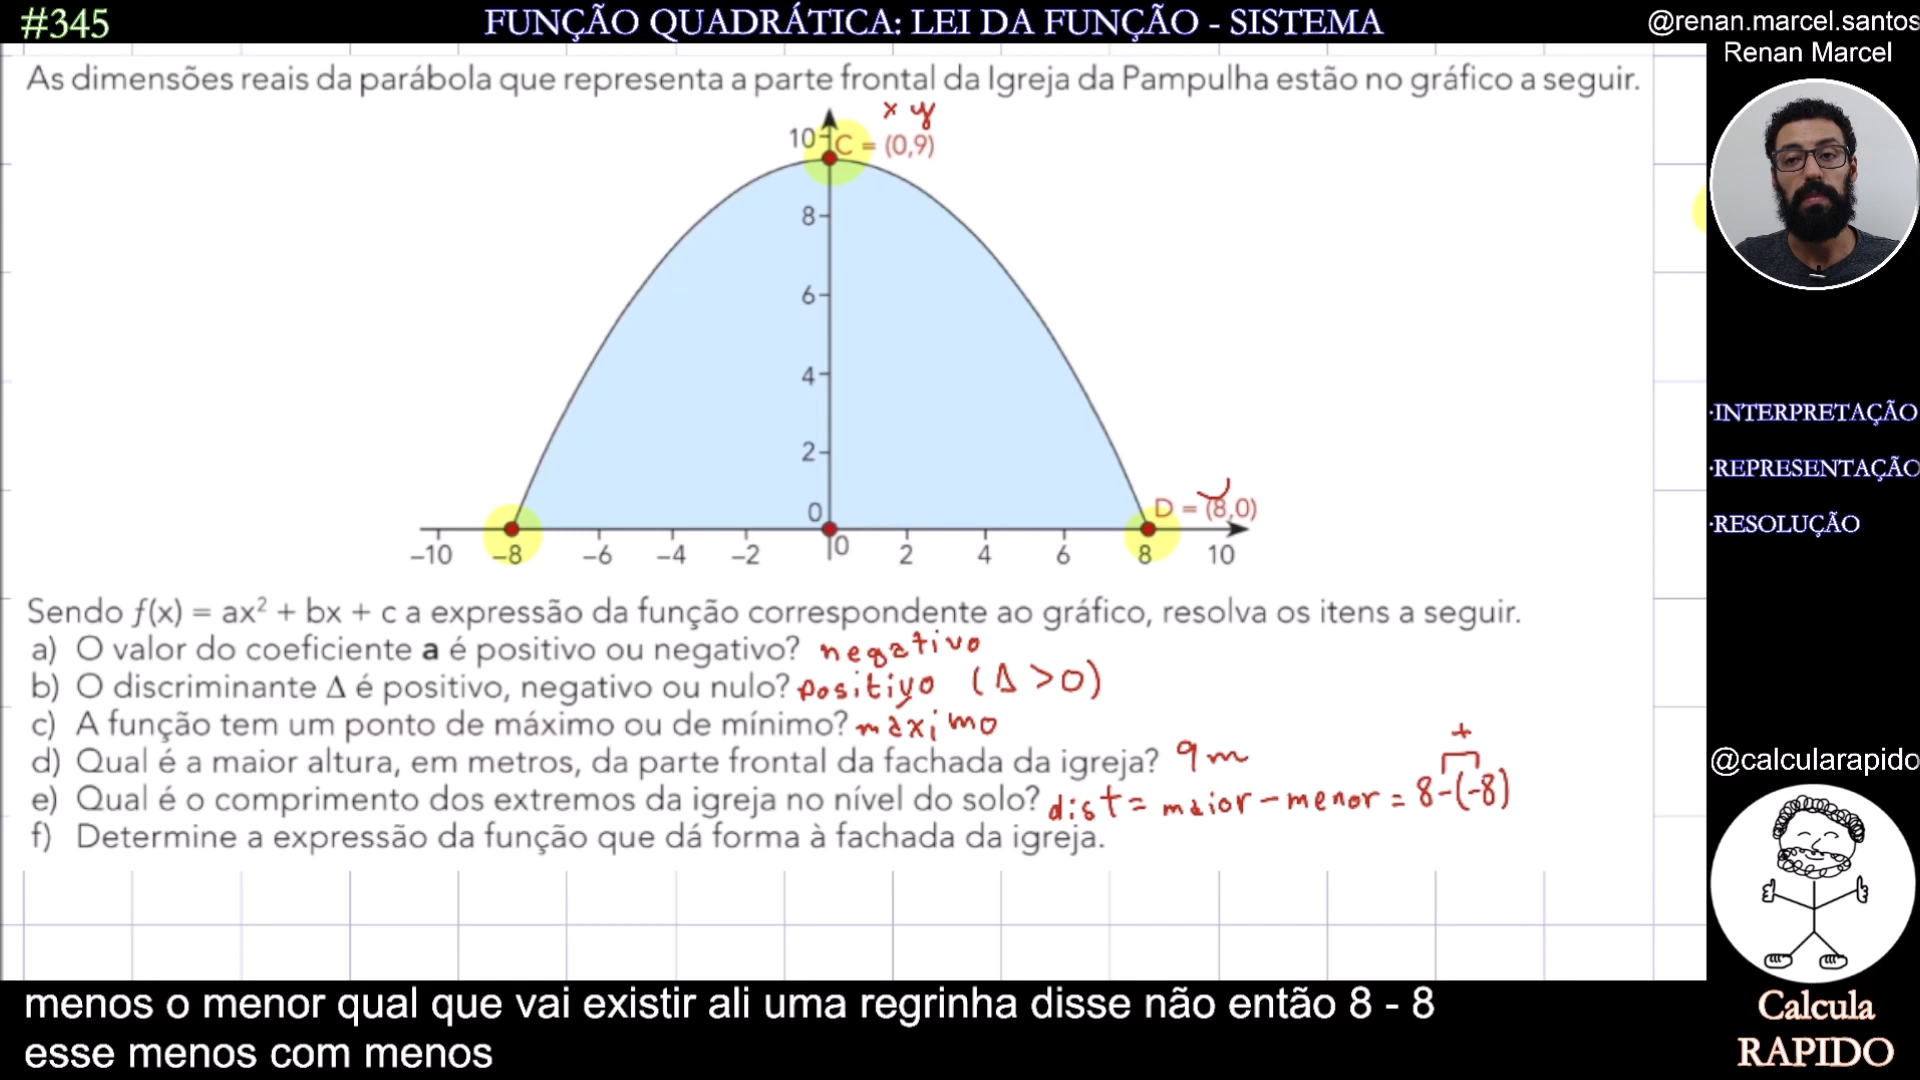 #345
FUNÇÃO QUADRÁTICA: LEI DA FUNÇÃO - SISTEMA
@renan.marcel.santos
Renan Marcel
As dimensões reais da parábola que representa a parte frontal da Igreja da Pampulha estão no gráfico a seguir.
x y
10
C = (0,9)
8
6
4
2
0
D = (8,0)
-10 -8 -6 -4 -2 0 2 4 6 8 10
Sendo f(x) = ax² + bx + c a expressão da função correspondente ao gráfico, resolva os itens a seguir.
a) O valor do coeficiente a é positivo ou negativo? negativo
b) O discriminante Δ é positivo, negativo ou nulo? positivo (Δ > 0)
c) A função tem um ponto de máximo ou de mínimo? máximo
d) Qual é a maior altura, em metros, da parte frontal da fachada da igreja? 9 m
+
e) Qual é o comprimento dos extremos da igreja no nível do solo? dist = maior - menor = 8-(-8)
f) Determine a expressão da função que dá forma à fachada da igreja.
·INTERPRETAÇÃO
·REPRESENTAÇÃO
·RESOLUÇÃO
@calcularapido
Calcula
RAPIDO
menos o menor qual que vai existir ali uma regrinha disse não então 8 - 8
esse menos com menos